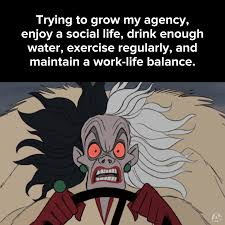 Trying to grow my agency,
enjoy a social life, drink enough
water, exercise regularly, and
maintain a work-life balance.